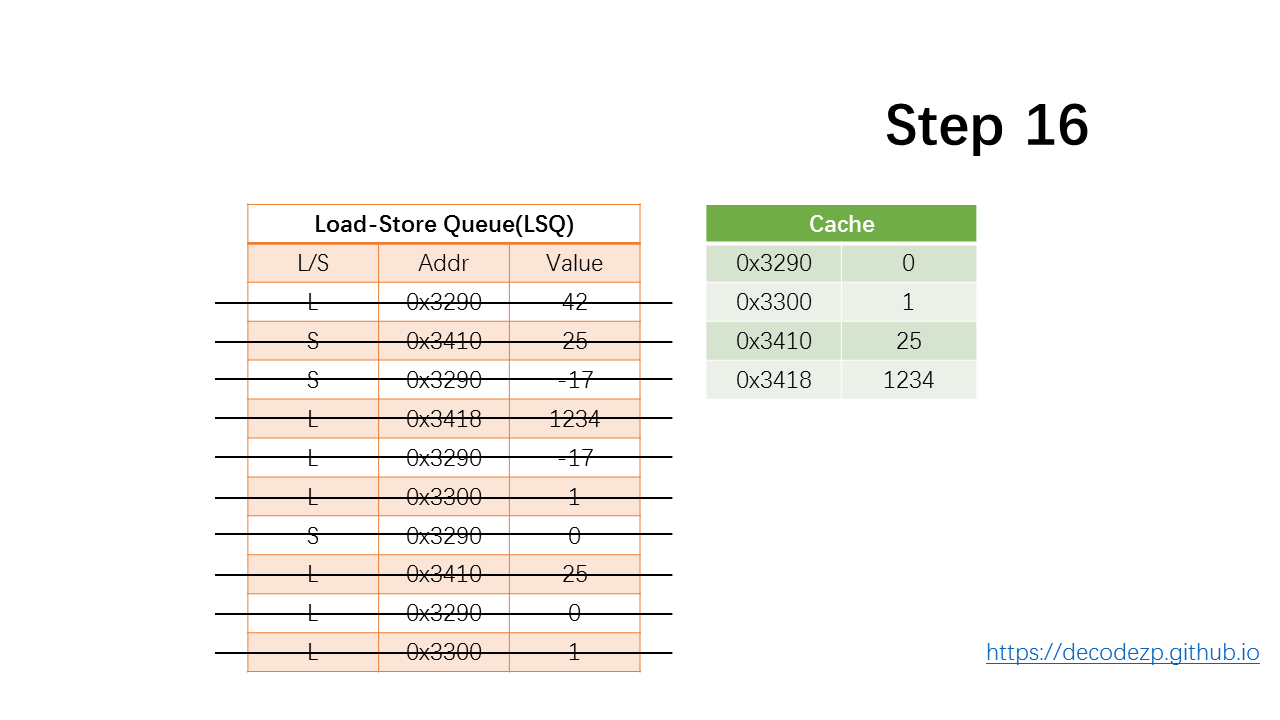 Step 16
Load-Store Queue(LSQ)
L/S Addr Value
L 0x3290 42
S 0x3410 25
S 0x3290 -17
L 0x3418 1234
L 0x3290 -17
L 0x3300 1
S 0x3290 0
L 0x3410 25
L 0x3290 0
L 0x3300 1
Cache
0x3290 0
0x3300 1
0x3410 25
0x3418 1234
https://decodezp.github.io